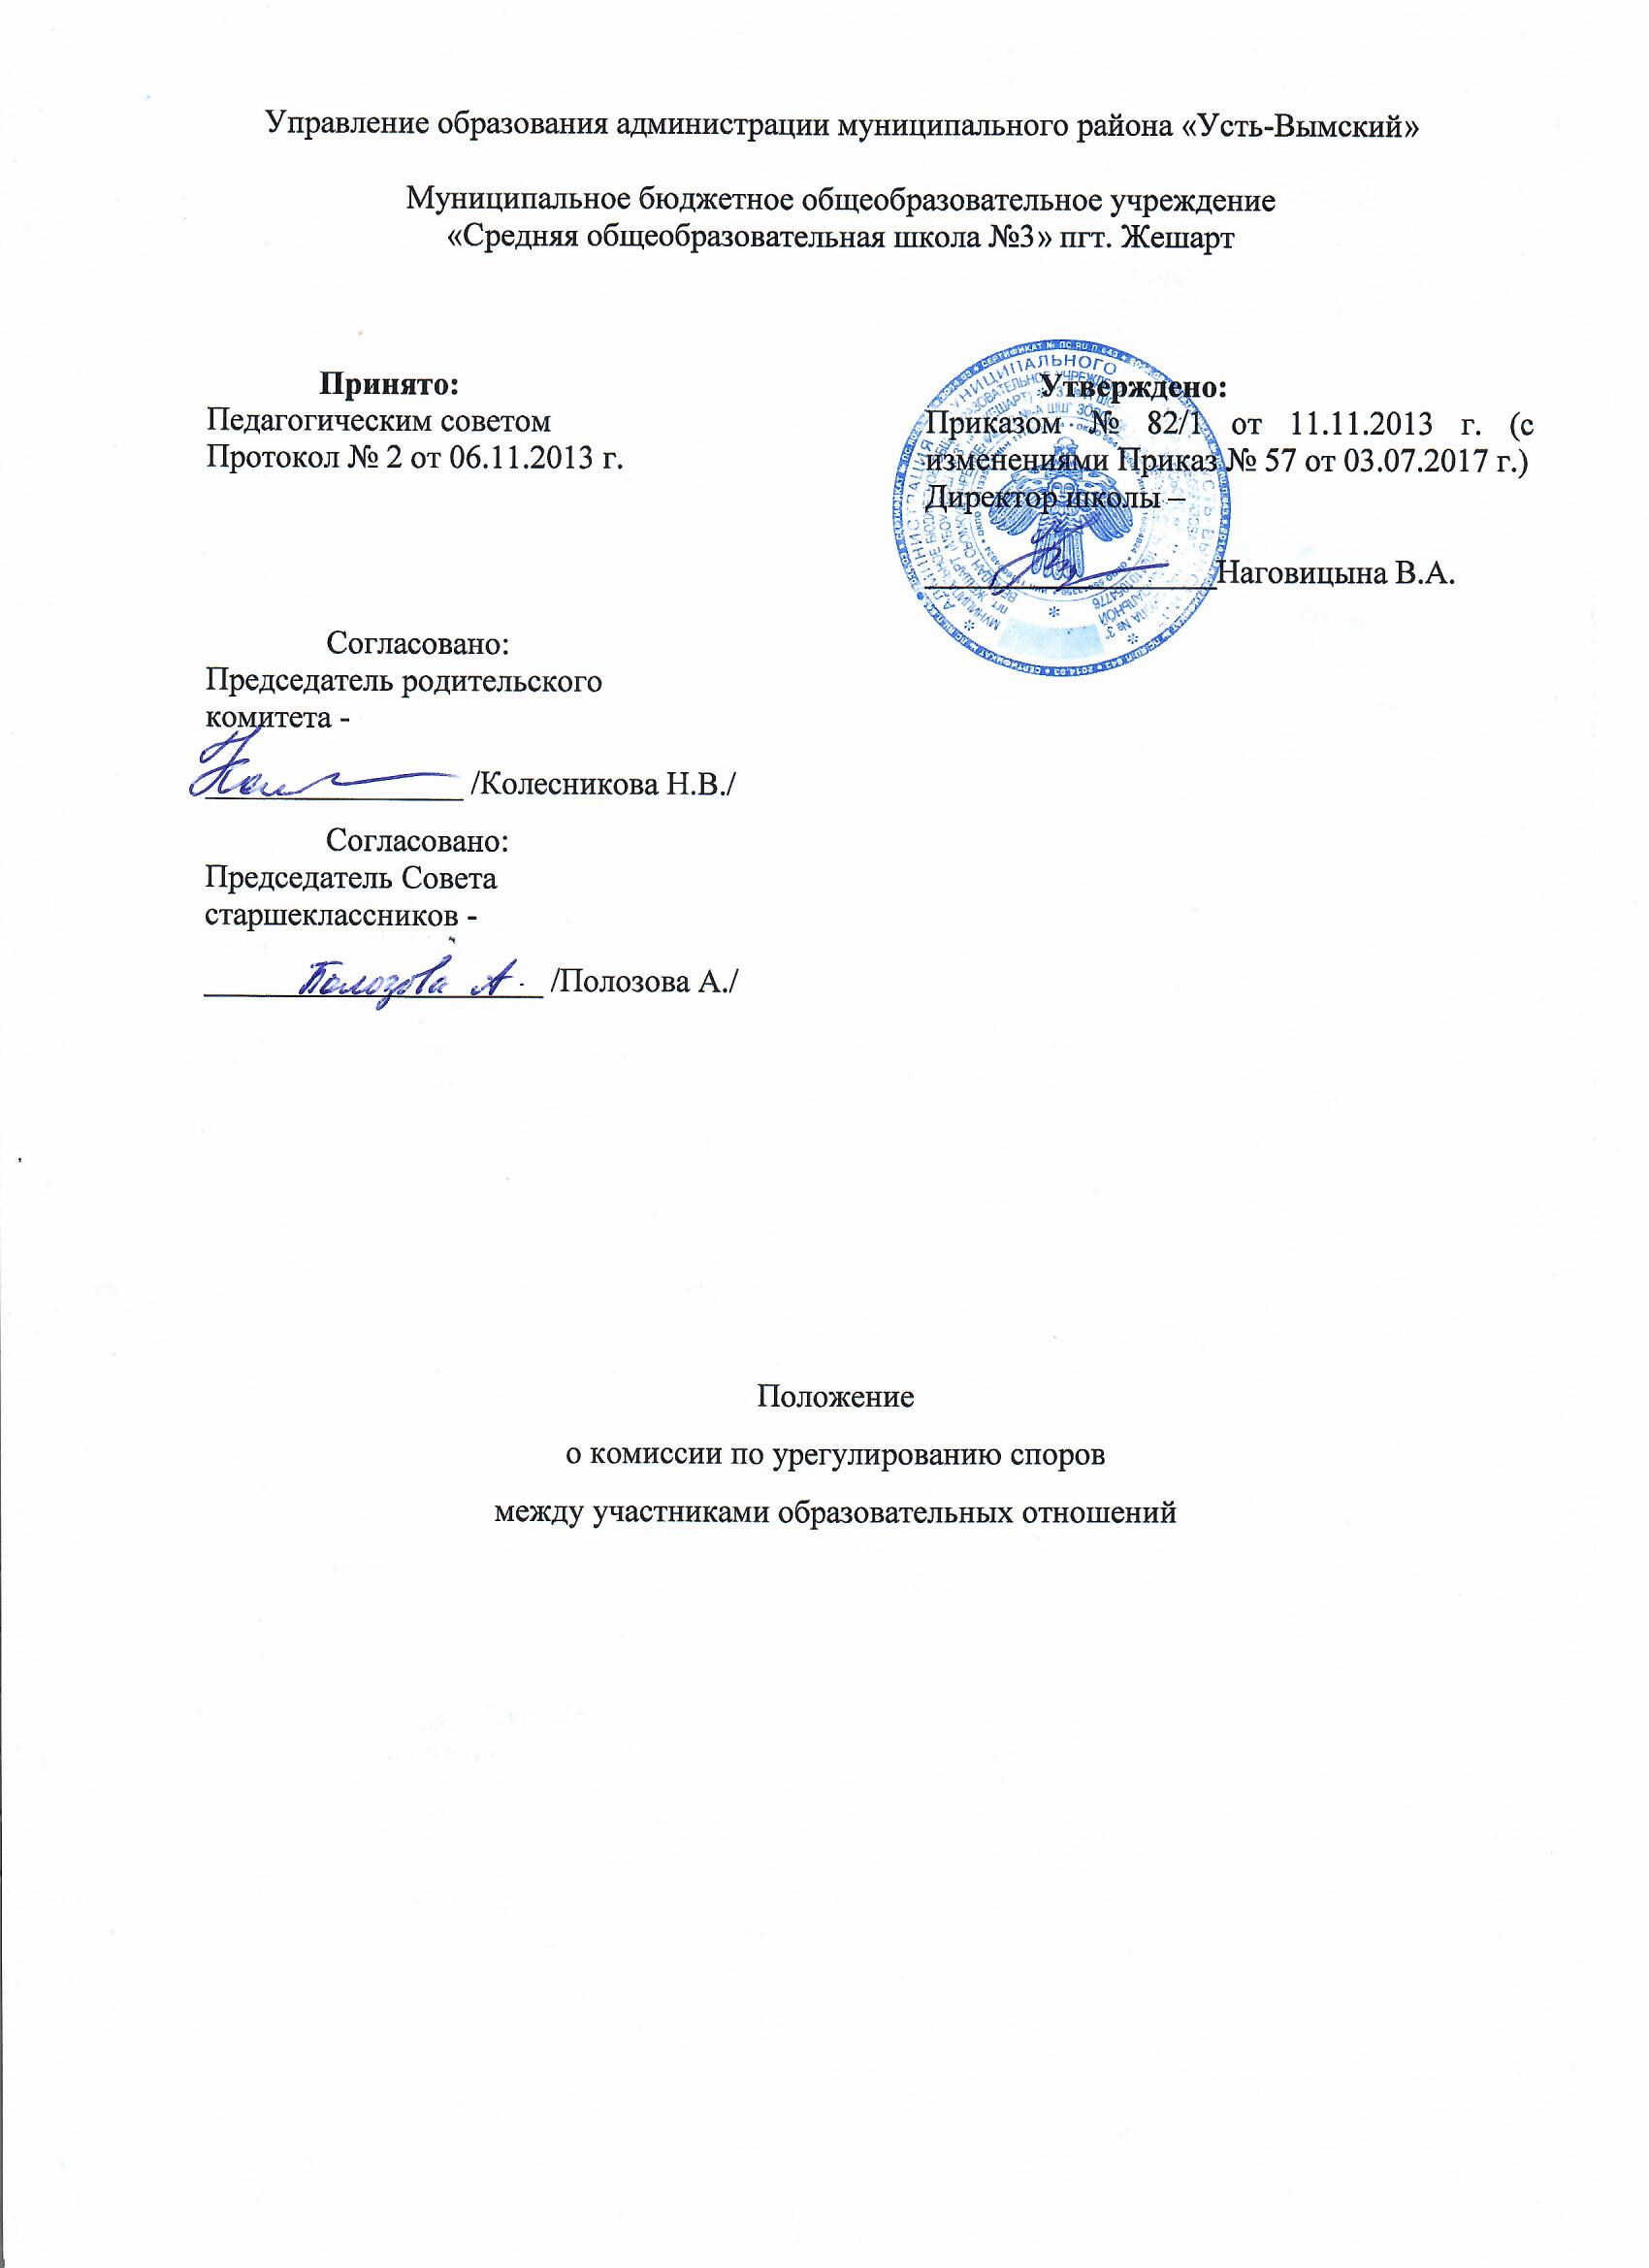 Управление образования администрации муниципального района «Усть-Вымский»
Муниципальное бюджетное общеобразовательное учреждение
«Средняя общеобразовательная школа №3» пгт. Жешарт
Принято:
Педагогическим советом
Протокол № 2 от 06.11.2013 г.
Утверждено:
Приказом № 82/1 от 11.11.2013 г. (с
изменениями Приказ № 57 от 03.07.2017 г.)
Директор школы –
Наговицына В.А.
Согласовано:
Председатель родительского
комитета -
/Колесникова Н.В./
Согласовано:
Председатель Совета
старшеклассников -
Полозова А. /Полозова А./
Положение
о комиссии по урегулированию споров
между участниками образовательных отношений